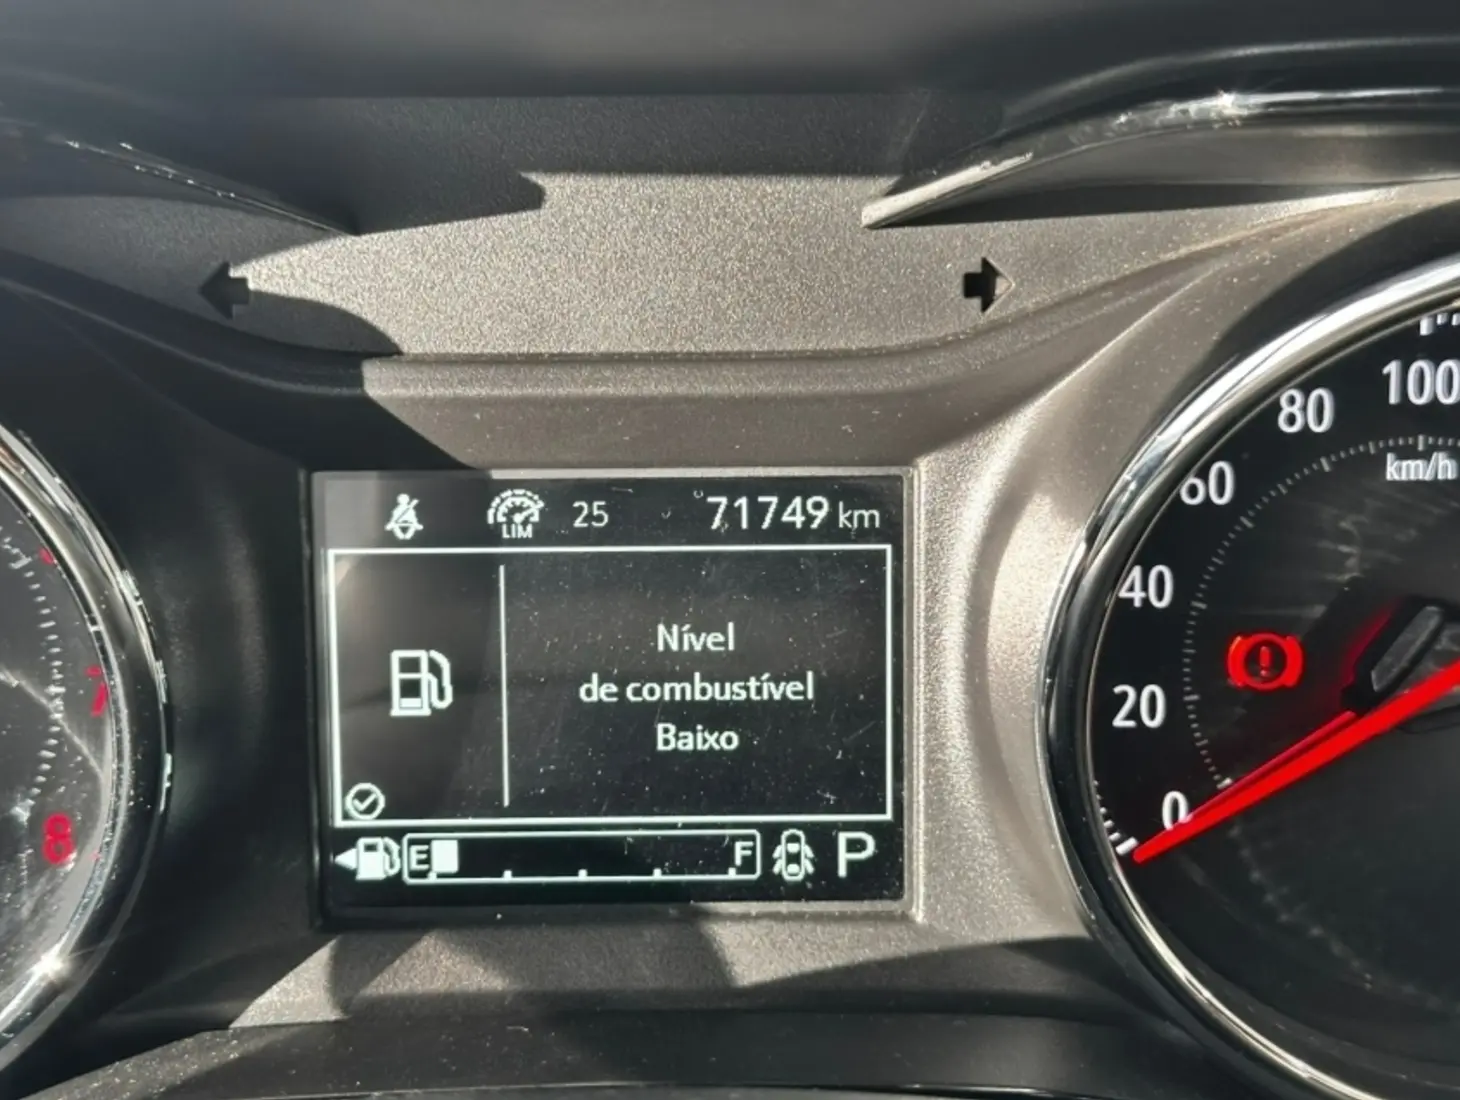 LIM 25 71749 km
Nível
de combustível
Baixo
E F P
7
8
100
80
km/h
60
40
20
0